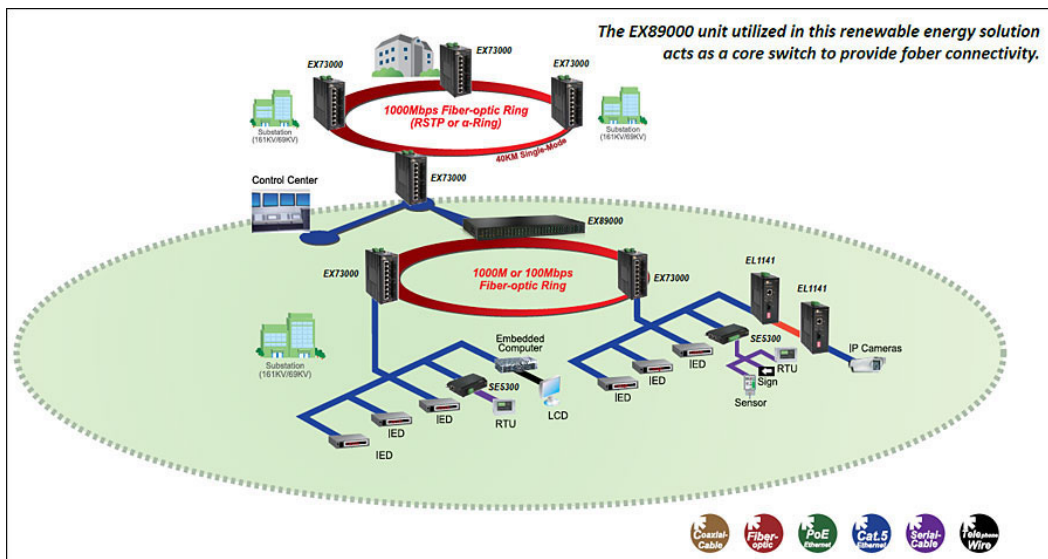 The EX89000 unit utilized in this renewable energy solution
acts as a core switch to provide fober connectivity.
EX73000
EX73000
EX73000
1000Mbps Fiber-optic Ring
(RSTP or α-Ring)
Substation
(161KV/69KV)
Substation
(161KV/69KV)
40KM Single-Mode
Control Center
EX73000
EX89000
EX73000
1000M or 100Mbps
Fiber-optic Ring
EX73000
EL1141
EL1141
Substation
(161KV/69KV)
Embedded
Computer
SE5300
IP Cameras
RTU
Sign
Sensor
IED
IED
IED
SE5300
LCD
RTU
IED
IED
IED
Coaxial-
Cable
Fiber-
optic
PoE
Ethernet
Cat.5
Ethernet
Serial-
Cable
Telephone
Wire